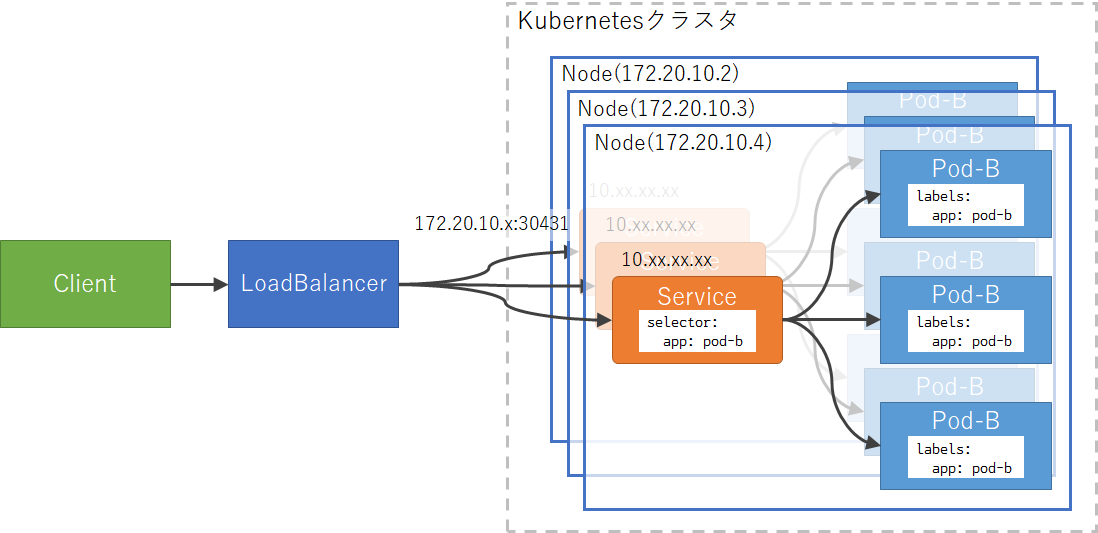 Kubernetesクラスタ
Node(172.20.10.2)
Pod-B
Node(172.20.10.3)
Pod-B
Node(172.20.10.4)
Pod-B
labels:
app: pod-b
10.xx.xx.xx
172.20.10.x:30431
10.xx.xx.xx
10.xx.xx.xx
Client
LoadBalancer
Service
Service
selector:
app: pod-b
Pod-B
Pod-B
labels:
app: pod-b
Pod-B
Pod-B
labels:
app: pod-b